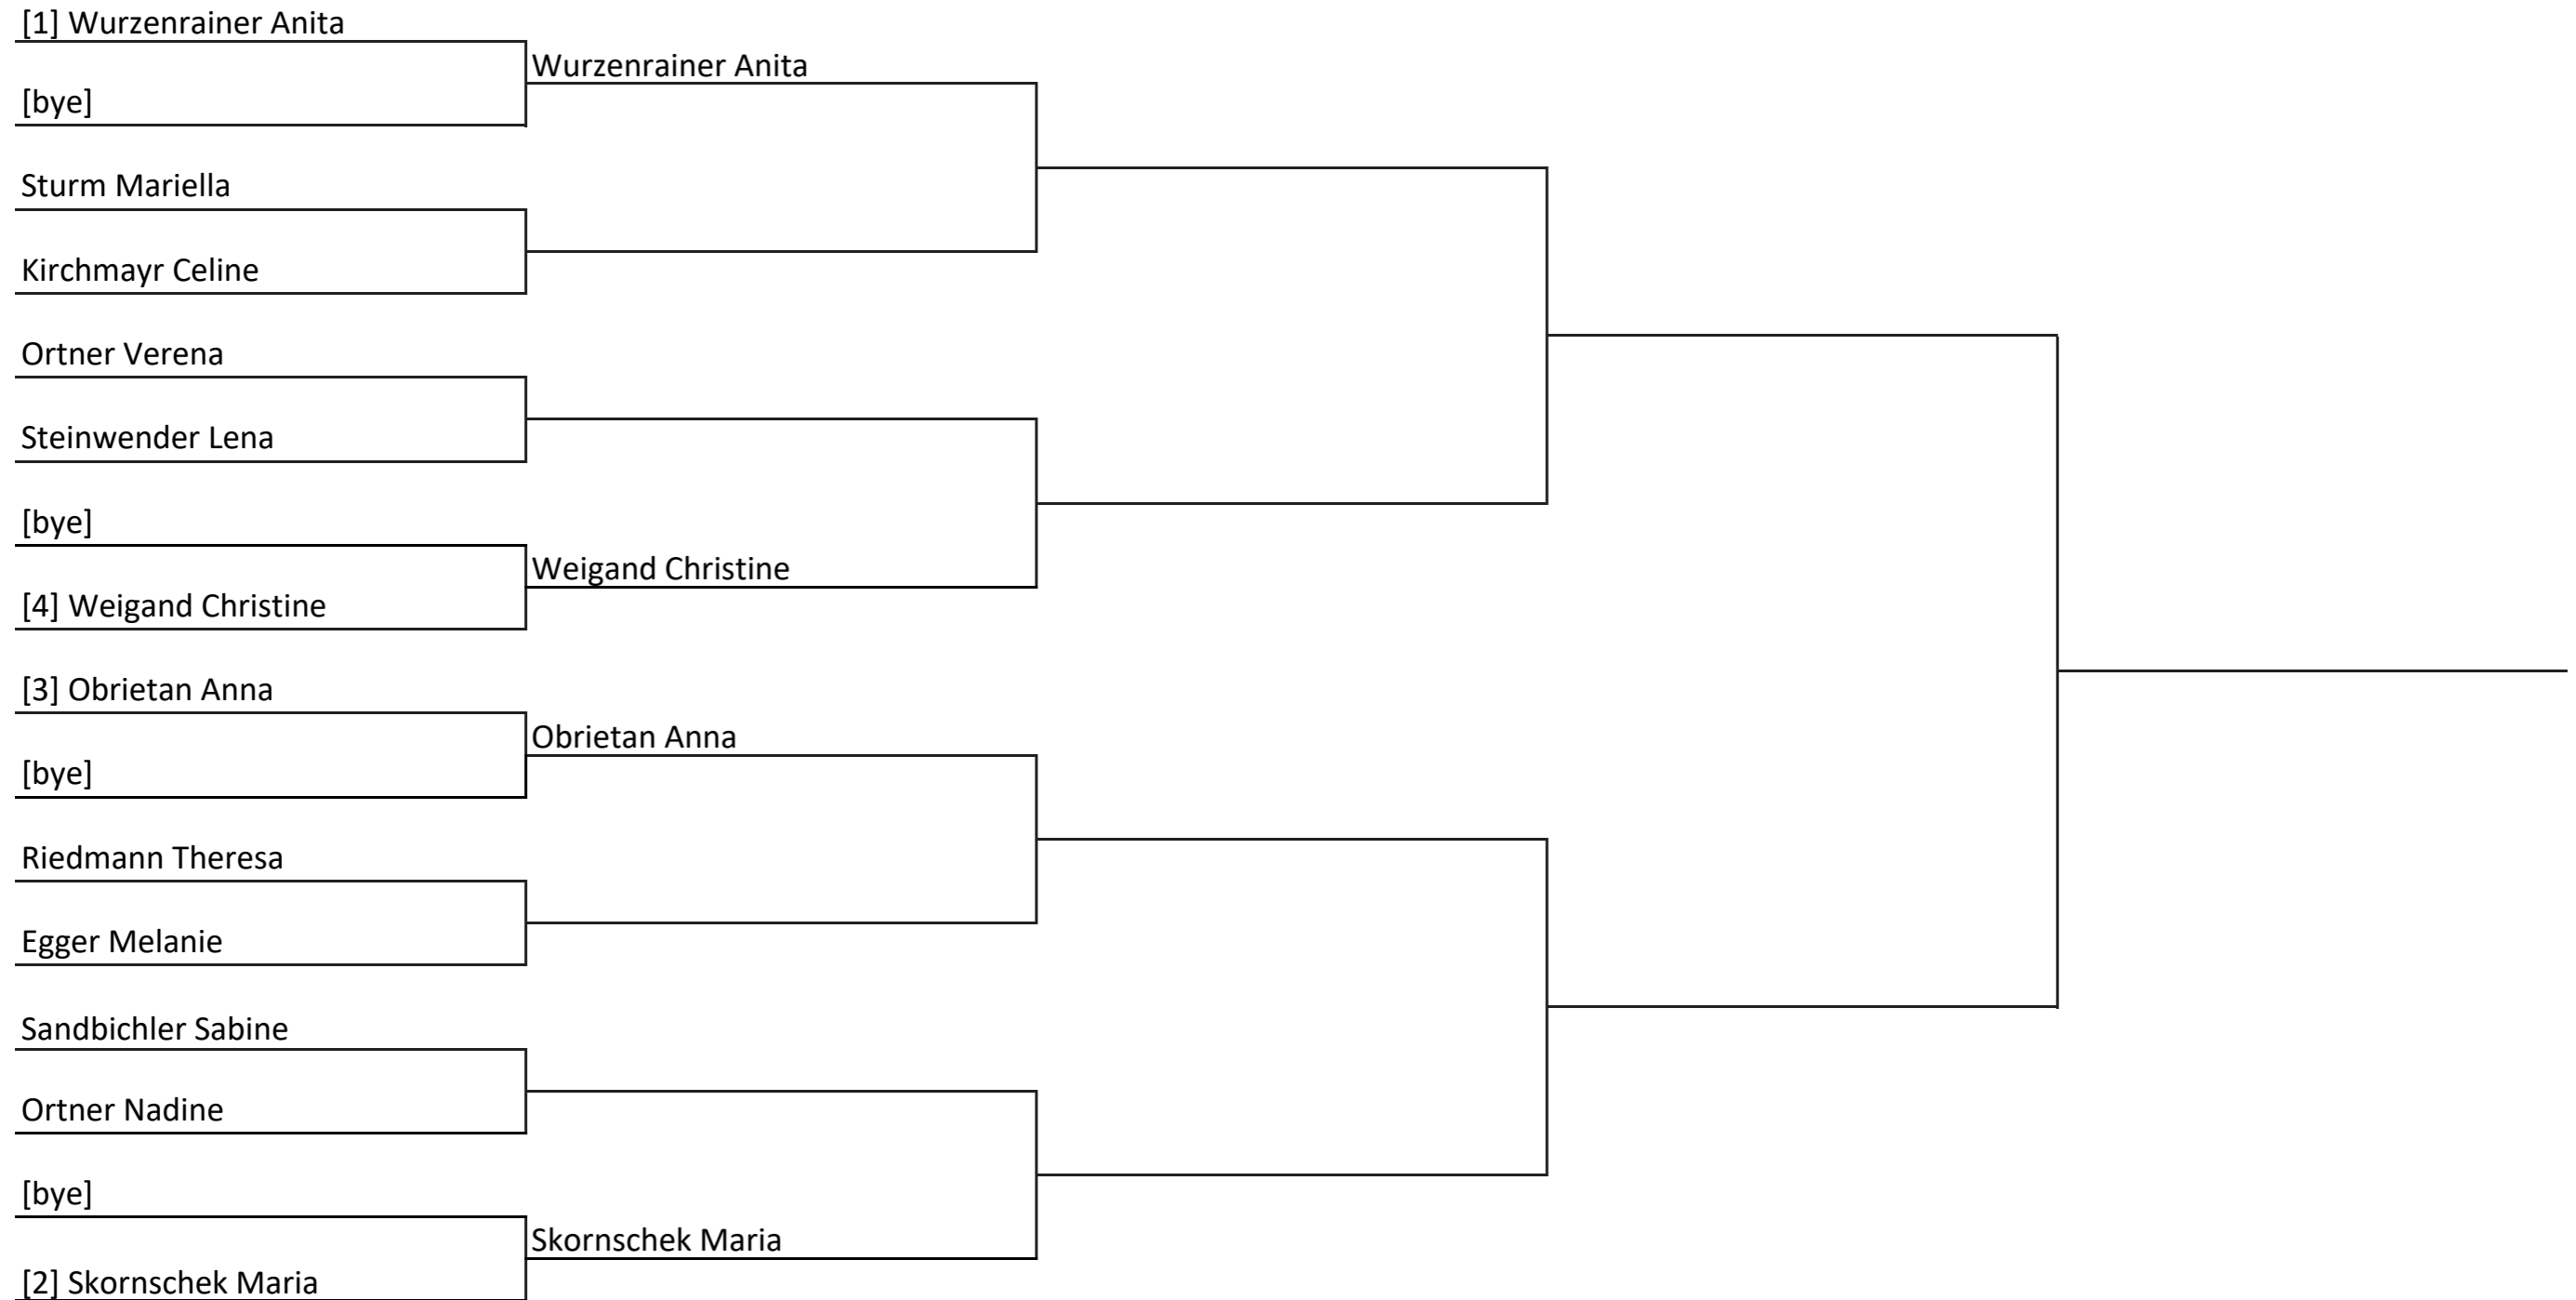 [1] Wurzenrainer Anita
Wurzenrainer Anita
[bye]
Sturm Mariella
Kirchmayr Celine
Ortner Verena
Steinwender Lena
[bye]
Weigand Christine
[4] Weigand Christine
[3] Obrietan Anna
Obrietan Anna
[bye]
Riedmann Theresa
Egger Melanie
Sandbichler Sabine
Ortner Nadine
[bye]
Skornschek Maria
[2] Skornschek Maria